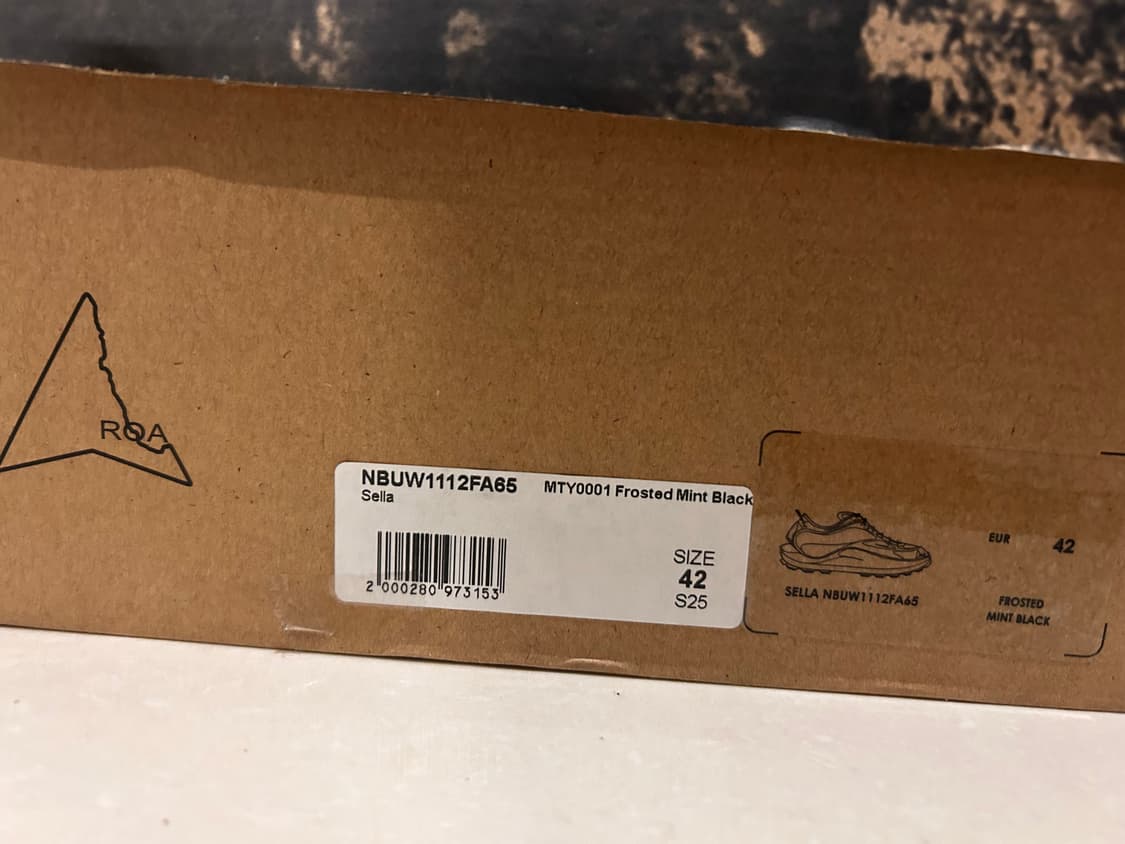 ROA
NBUW1112FA65 MTY0001 Frosted Mint Black
Sella
2 000280 973153
SIZE
42
S25
SELLA NBUW1112FA65
EUR 42
FROSTED
MINT BLACK